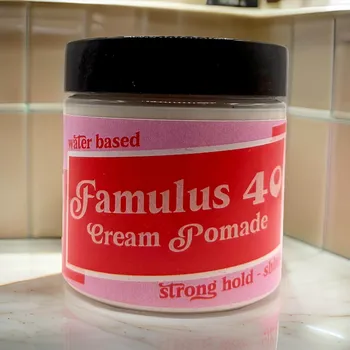 water based
Famulus 40
Cream Pomade
strong hold -